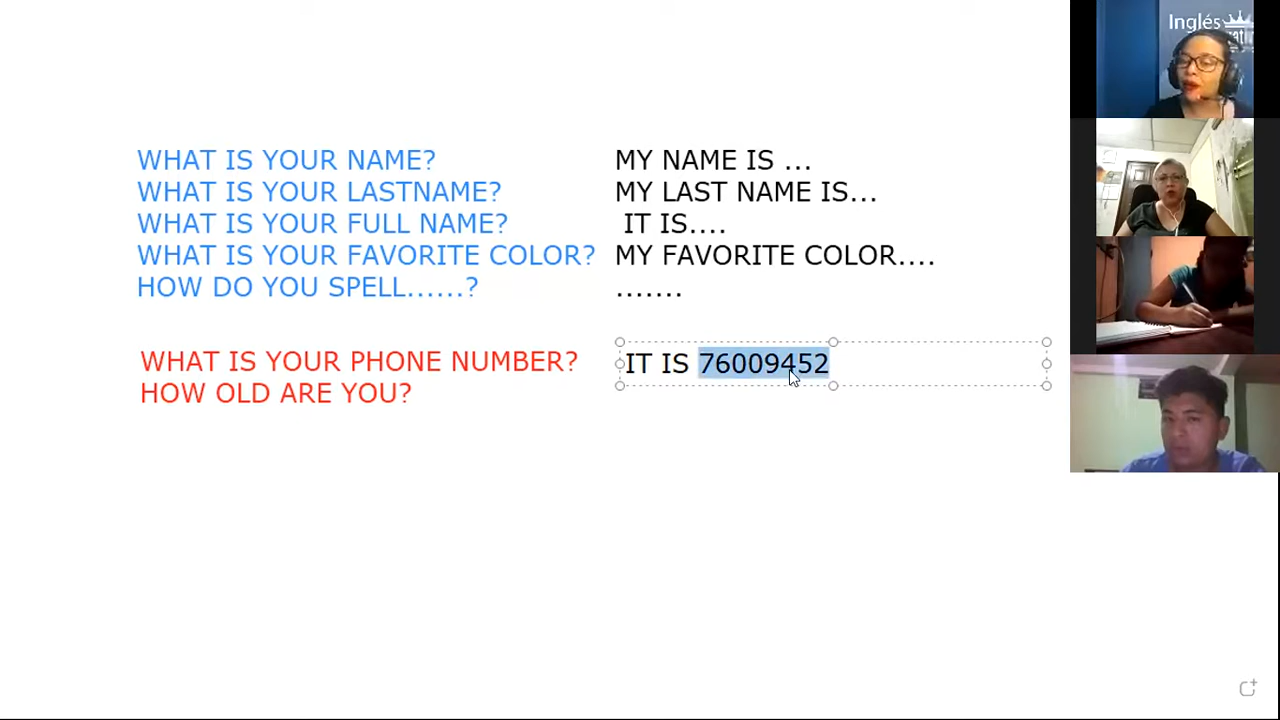 Inglés
WHAT IS YOUR NAME? MY NAME IS ...
WHAT IS YOUR LASTNAME? MY LAST NAME IS...
WHAT IS YOUR FULL NAME? IT IS....
WHAT IS YOUR FAVORITE COLOR? MY FAVORITE COLOR....
HOW DO YOU SPELL......? .......
WHAT IS YOUR PHONE NUMBER? IT IS 76009452
HOW OLD ARE YOU?